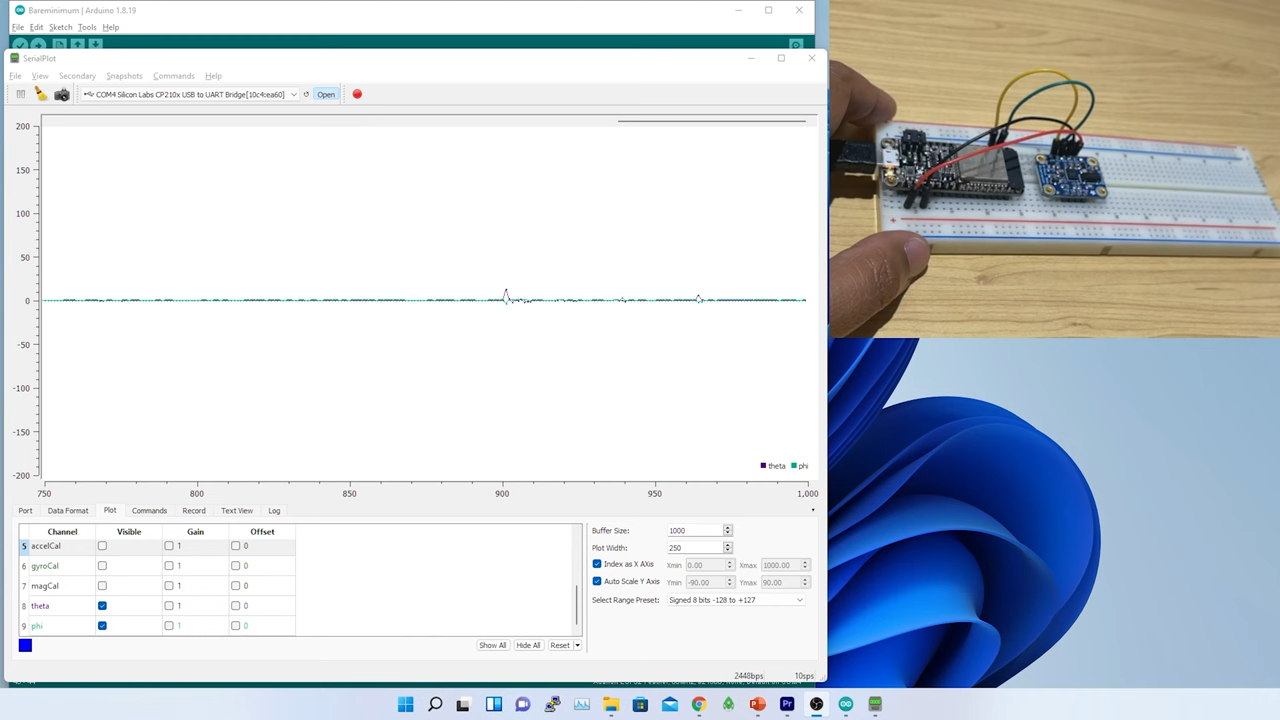 Bareminimum | Arduino 1.8.19
File Edit Sketch Tools Help
SerialPlot
File View Secondary Snapshots Commands Help
COM4 Silicon Labs CP210x USB to UART Bridge[10c4:ea60] Open
200
150
100
50
0
-50
-100
-150
-200
theta phi
750 800 850 900 950 1,000
Port Data Format Plot Commands Record Text View Log
Channel Visible Gain Offset
5 accelCal 1 0
6 gyroCal 1 0
7 magCal 1 0
8 theta 1 0
9 phi 1 0
Buffer Size: 1000
Plot Width: 250
Index as X AXis Xmin 0.00 Xmax 1000.00
Auto Scale Y Axis Ymin -90.00 Ymax 90.00
Select Range Preset: Signed 8 bits -128 to +127
Show All Hide All Reset
2448bps 10sps